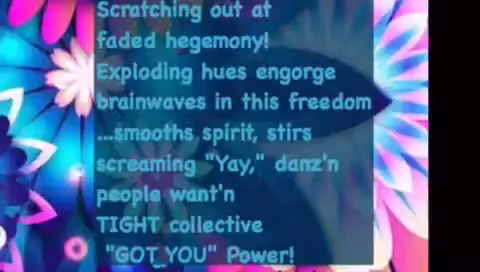 Scratching out at
faded hegemony!
Exploding hues engorge
brainwaves in this freedom
...smooths spirit, stirs
screaming "Yay," danz'n
people want'n
TIGHT collective
"GOT_YOU" Power!